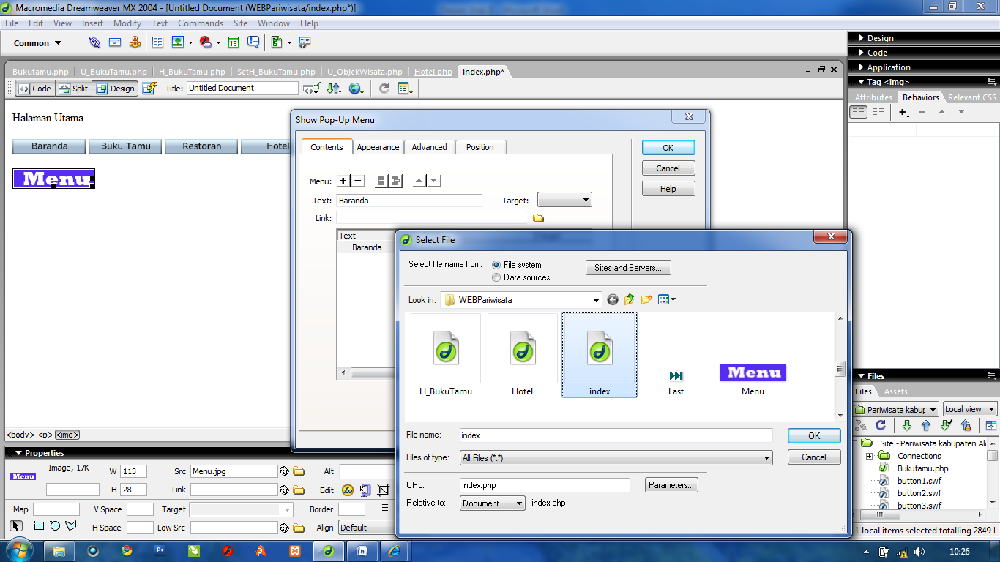 Macromedia Dreamweaver MX 2004 - [Untitled Document (WEBPariwisata/index.php*)]
File Edit View Insert Modify Text Commands Site Window Help
Common
Bukutamu.php U_BukuTamu.php H_BukuTamu.php SetH_BukuTamu.php U_ObjekWisata.php Hotel.php index.php*
Code Split Design Title: Untitled Document
Halaman Utama
Baranda Buku Tamu Restoran Hotel
Menu
Show Pop-Up Menu
Contents Appearance Advanced Position
OK
Cancel
Help
Menu:
Text: Baranda Target:
Link:
Text
Baranda
Select File
Select file name from: File system Sites and Servers...
Data sources
Look in: WEBPariwisata
Menu
H_BukuTamu Hotel index Last Menu
File name: index OK
Files of type: All Files (*.*) Cancel
URL: index.php Parameters...
Relative to: Document index.php
<body> <p> <img>
Properties
Image, 17K W 113 Src Menu.jpg Alt
Menu
H 28 Link Edit
Map V Space Target Border
H Space Low Src Align Default
Design
Code
Application
Tag <img>
Attributes Behaviors Relevant CSS
Files
Files Assets
Pariwisata kabup Local view
Site - Pariwisata kabupaten Al
Connections
Bukutamu.php
button1.swf
button2.swf
button3.swf
1 local items selected totalling 2849
Ps W
10:26